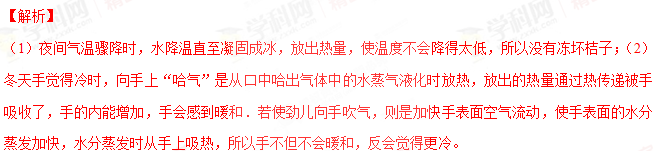 【解析】
（1）夜间气温骤降时，水降温直至凝固成冰，放出热量，使温度不会降得太低，所以没有冻坏桔子；（2）
冬天手觉得冷时，向手上“哈气”是从口中哈出气体中的水蒸气液化时放热，放出的热量通过热传递被手
吸收了，手的内能增加，手会感到暖和．若使劲儿向手吹气，则是加快手表面空气流动，使手表面的水分
蒸发加快，水分蒸发时从手上吸热，所以手不但不会暖和，反会觉得更冷。